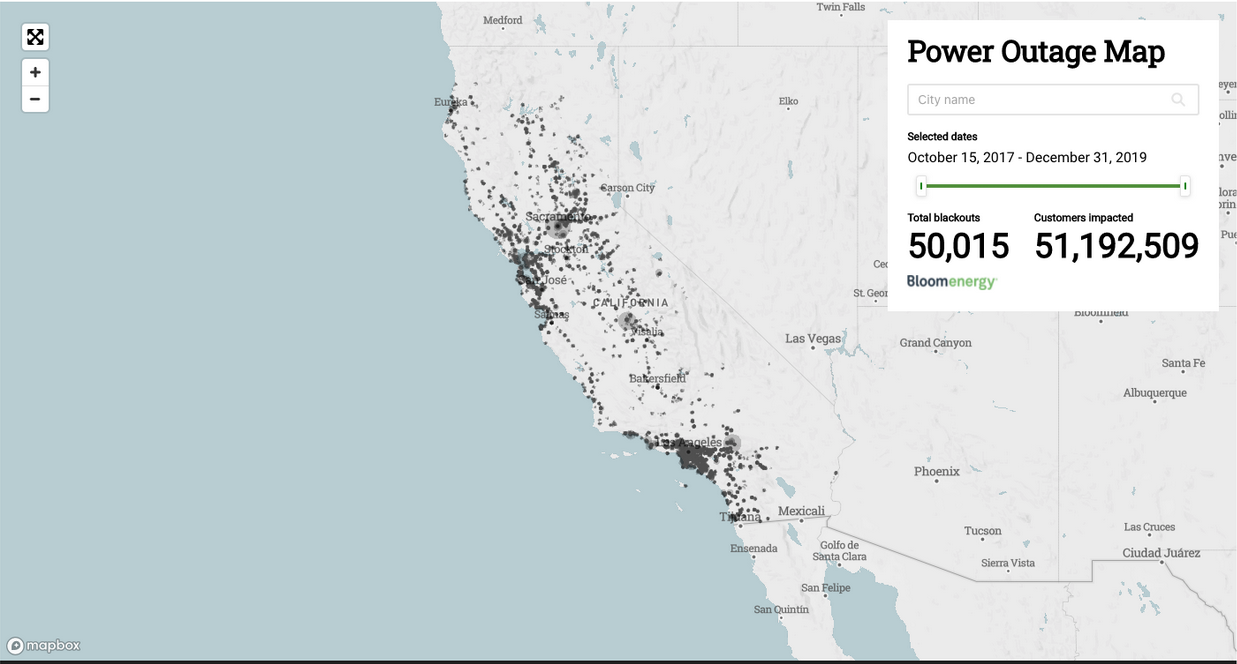 Twin Falls
Medford
Power Outage Map
Eureka
Elko
City name
Selected dates
October 15, 2017 - December 31, 2019
Carson City
Sacramento
Total blackouts
Customers impacted
50,015
51,192,509
Stockton
San José
Bloomenergy
St. Geor
CALIFORNIA
Salinas
Visalia
Bloomfield
Las Vegas
Grand Canyon
Santa Fe
Bakersfield
Albuquerque
Los Angeles
Phoenix
Tijuana
Mexicali
Tucson
Las Cruces
Ensenada
Golfo de
Santa Clara
Ciudad Juárez
Sierra Vista
San Felipe
San Quintín
mapbox